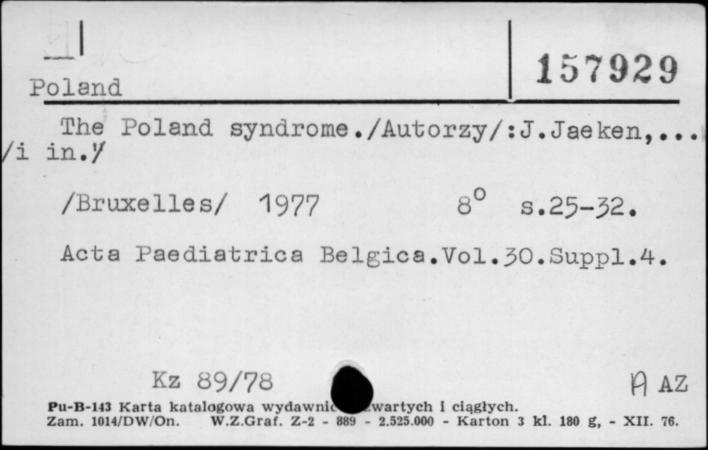 157929
Poland
The Poland syndrome./Autorzy/:J.Jaeken,...
/i in./
/Bruxelles/ 1977 8° s.25-32.
Acta Paediatrica Belgica.Vol.30.Suppl.4.
Kz 89/78 A AZ
Pu-B-143 Karta katalogowa wydawnic zwartych i ciągłych.
Zam. 1014/DW/On. W.Z.Graf. Z-2 - 889 - 2.525.000 - Karton 3 kl. 180 g, - XII. 76.